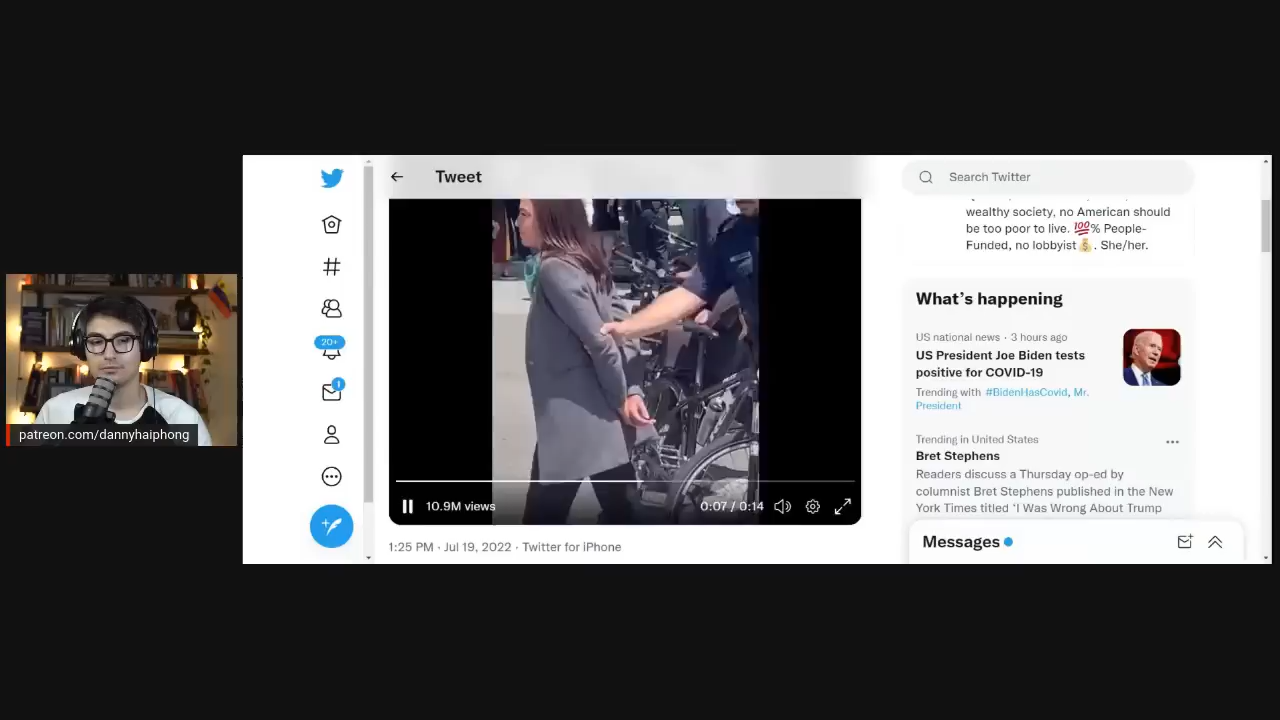 Tweet
Search Twitter
wealthy society, no American should
be too poor to live. 💯% People-
Funded, no lobbyist💰. She/her.
What's happening
US national news · 3 hours ago
US President Joe Biden tests
positive for COVID-19
Trending with #BidenHasCovid, Mr.
President
Trending in United States
Bret Stephens
Readers discuss a Thursday op-ed by
columnist Bret Stephens published in the New
York Times titled 'I Was Wrong About Trump
Messages
20+
1
patreon.com/dannyhaiphong
10.9M views
0:07 / 0:14
1:25 PM · Jul 19, 2022 · Twitter for iPhone